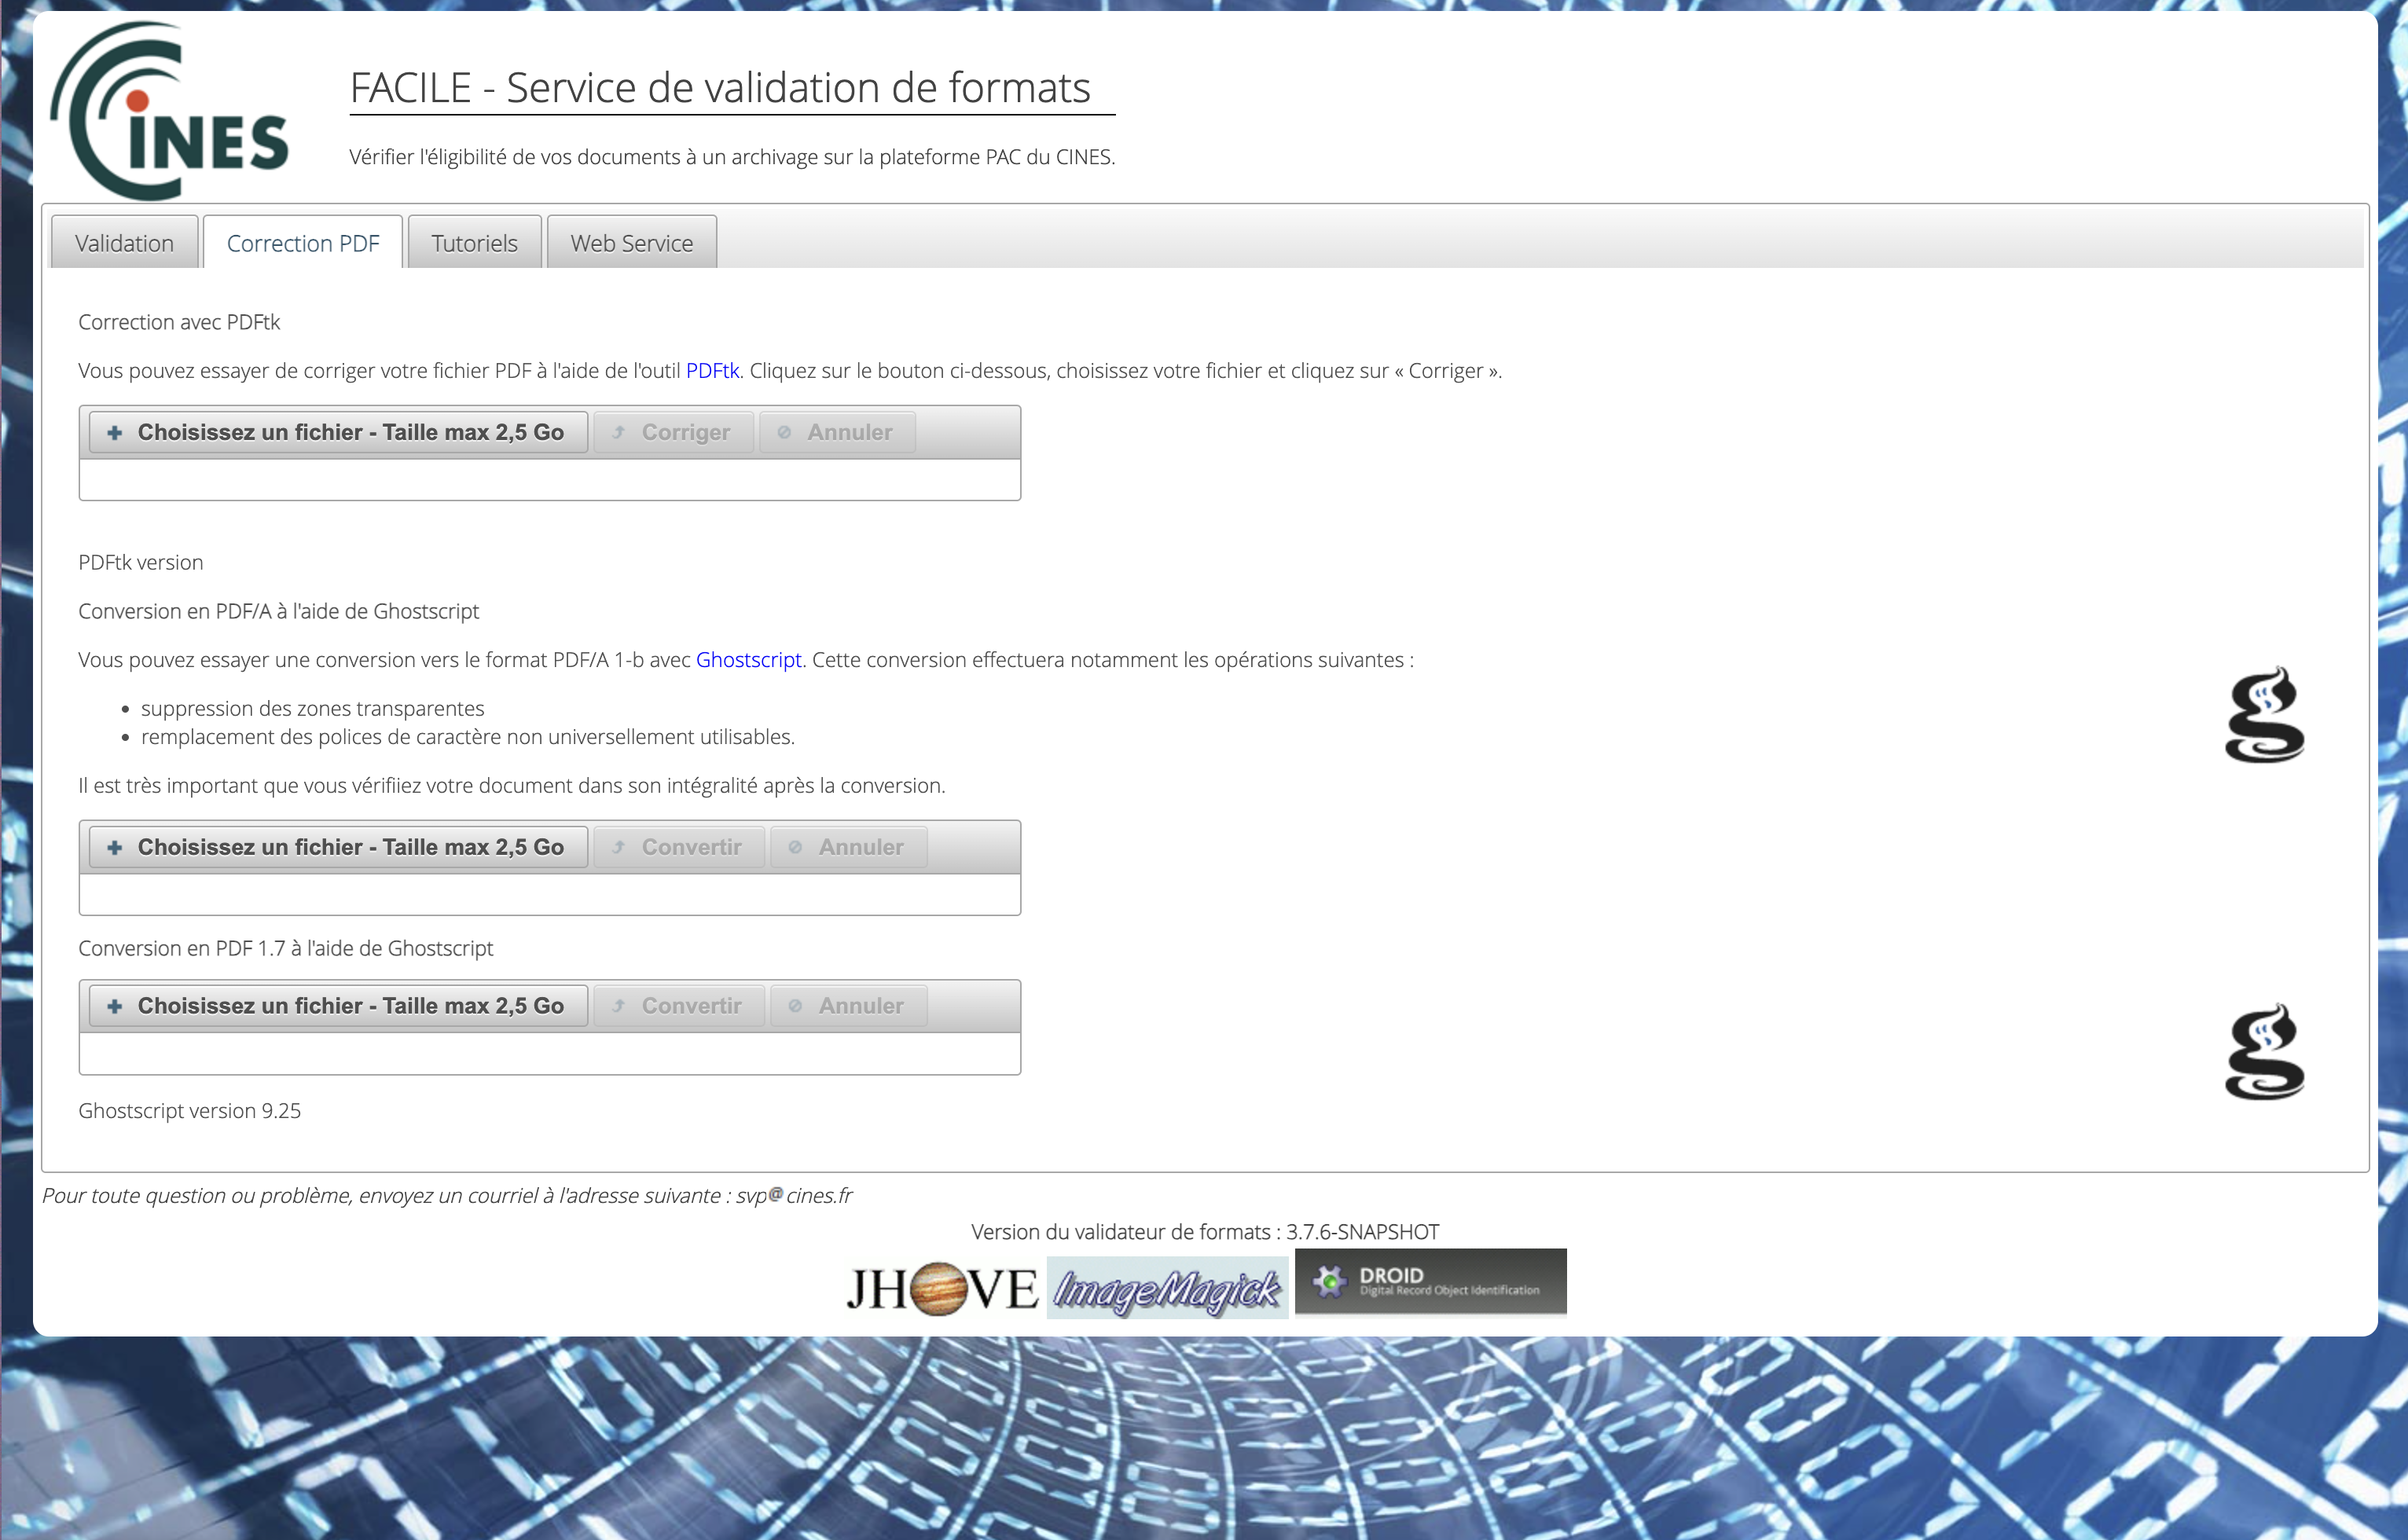 CINES
FACILE - Service de validation de formats
Vérifier l'éligibilité de vos documents à un archivage sur la plateforme PAC du CINES.
Validation
Correction PDF
Tutoriels
Web Service
Correction avec PDFtk
Vous pouvez essayer de corriger votre fichier PDF à l'aide de l'outil PDFtk. Cliquez sur le bouton ci-dessous, choisissez votre fichier et cliquez sur « Corriger ».
Choisissez un fichier - Taille max 2,5 Go Corriger Annuler
PDFtk version
Conversion en PDF/A à l'aide de Ghostscript
Vous pouvez essayer une conversion vers le format PDF/A 1-b avec Ghostscript. Cette conversion effectuera notamment les opérations suivantes :
• suppression des zones transparentes
• remplacement des polices de caractère non universellement utilisables.
Il est très important que vous vérifiiez votre document dans son intégralité après la conversion.
Choisissez un fichier - Taille max 2,5 Go Convertir Annuler
Conversion en PDF 1.7 à l'aide de Ghostscript
Choisissez un fichier - Taille max 2,5 Go Convertir Annuler
Ghostscript version 9.25
Pour toute question ou problème, envoyez un courriel à l'adresse suivante : svp@cines.fr
Version du validateur de formats : 3.7.6-SNAPSHOT
JHOVE
ImageMagick
DROID
Digital Record Object Identification